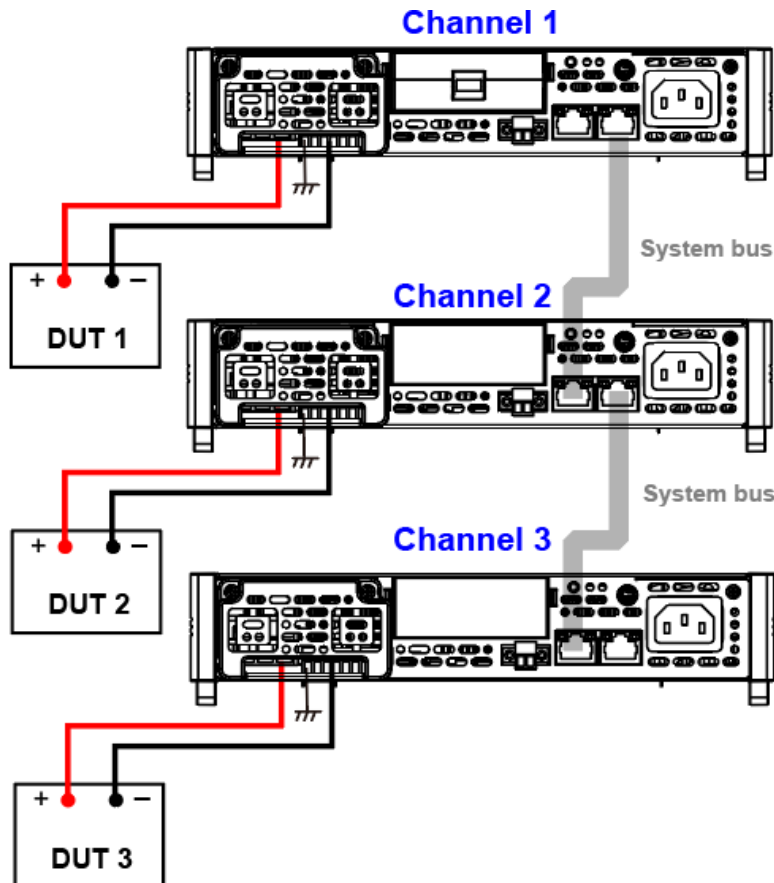 Channel 1
System bus
+ −
DUT 1
Channel 2
System bus
+ −
DUT 2
Channel 3
+ −
DUT 3